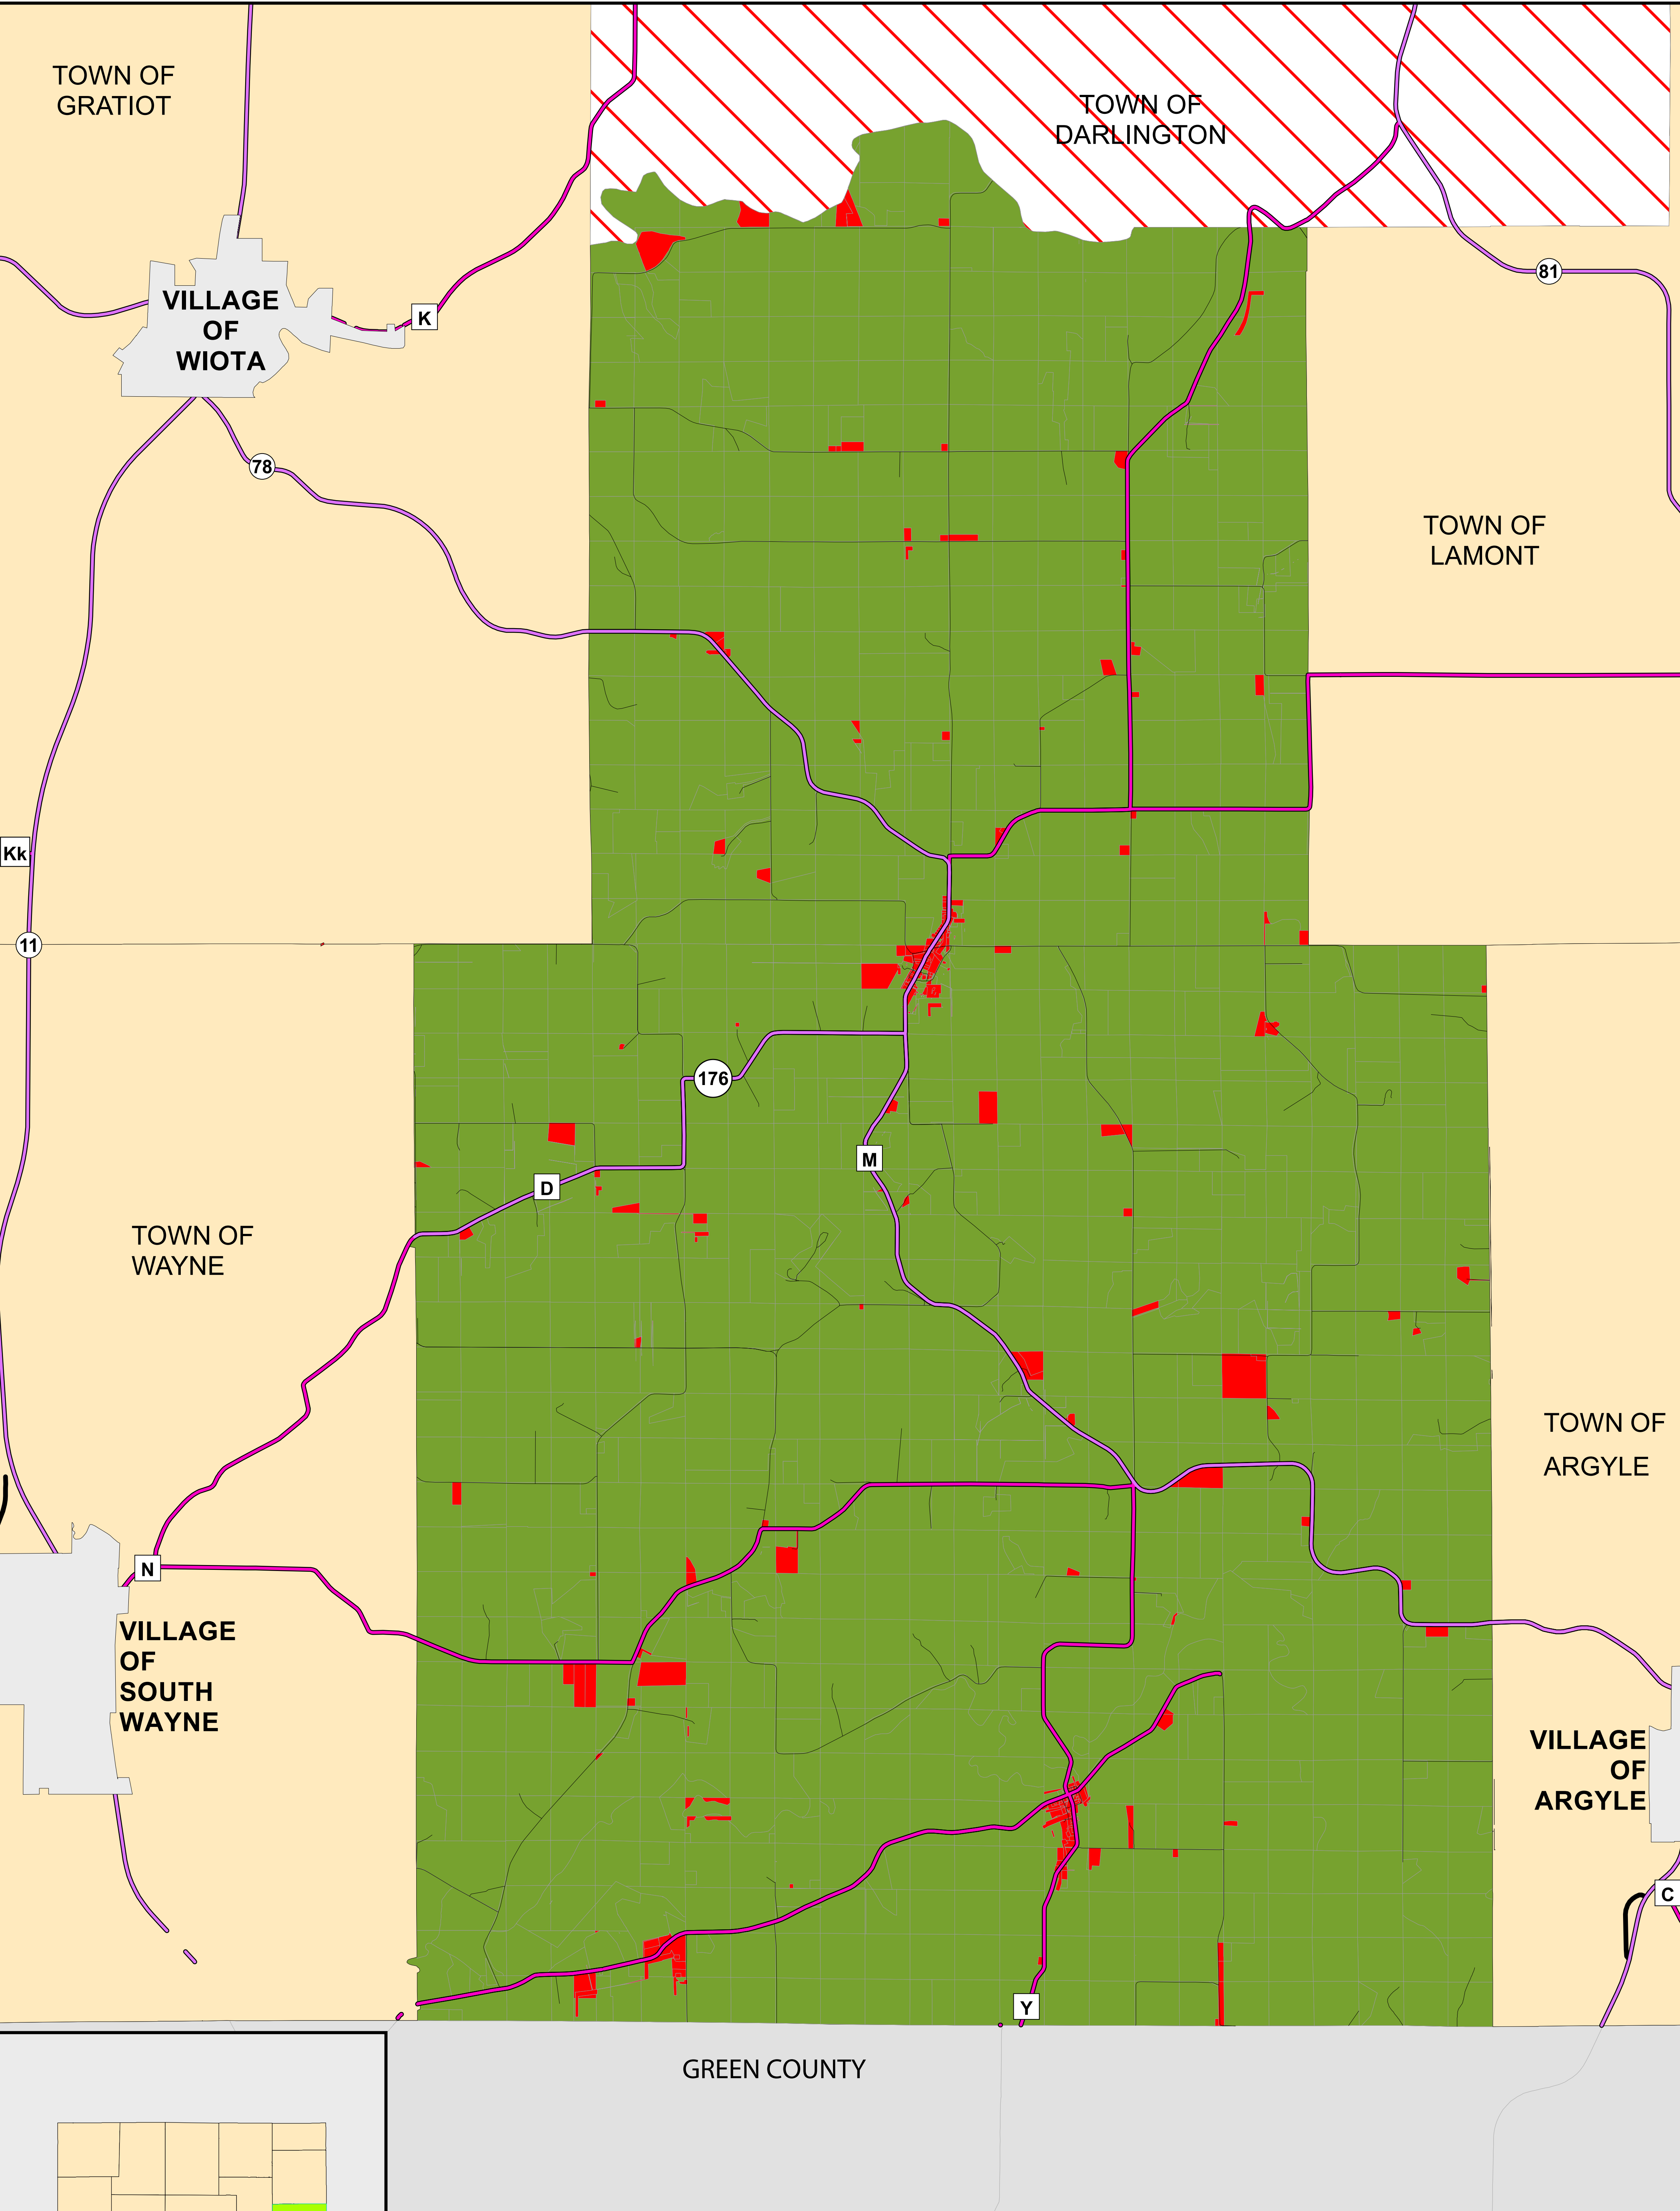 TOWN OF
GRATIOT
TOWN OF
DARLINGTON
81
VILLAGE
OF
WIOTA
K
78
TOWN OF
LAMONT
Kk
11
176
M
D
TOWN OF
WAYNE
TOWN OF
ARGYLE
N
VILLAGE
OF
SOUTH
WAYNE
VILLAGE
OF
ARGYLE
C
Y
GREEN COUNTY